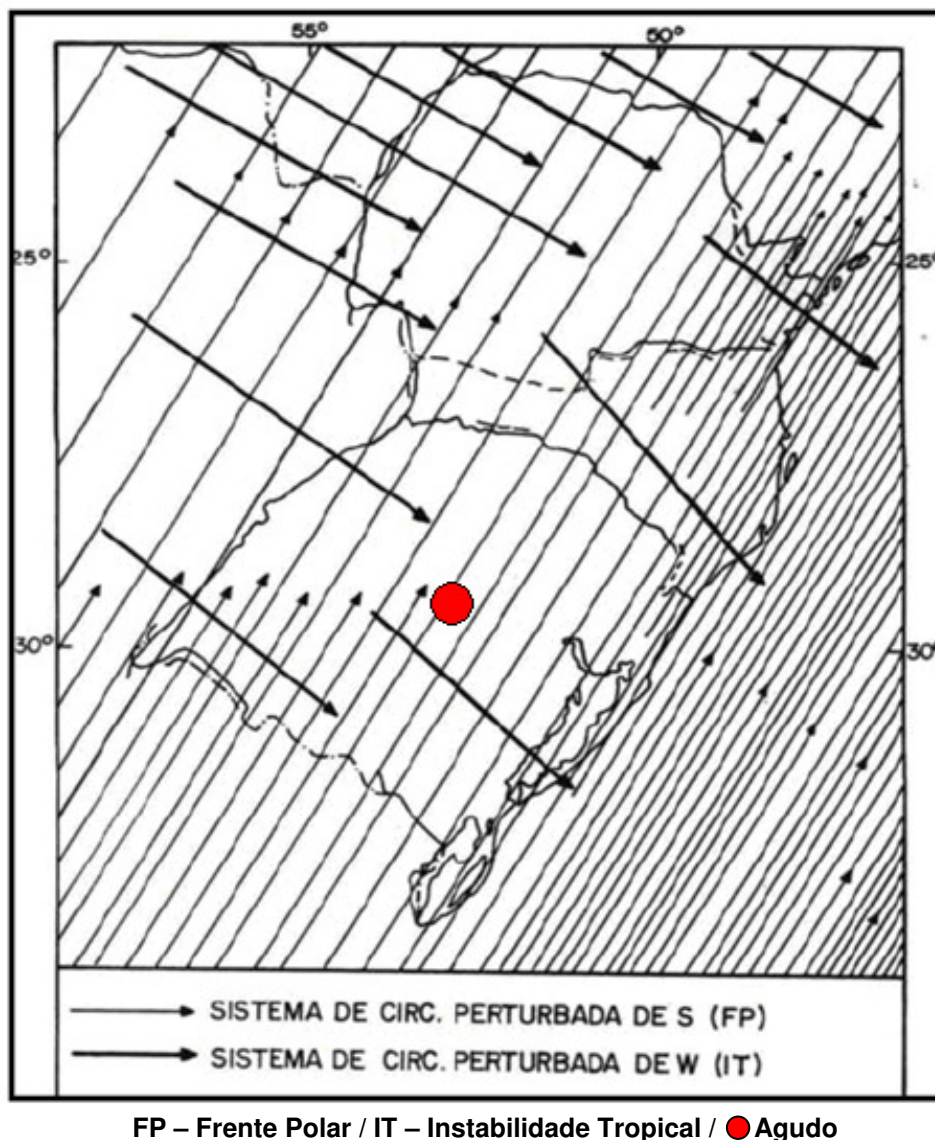 55° 50°
25° 25°
30° 30°
SISTEMA DE CIRC. PERTURBADA DE S (FP)
SISTEMA DE CIRC. PERTURBADA DE W (IT)
FP – Frente Polar / IT – Instabilidade Tropical / Agudo